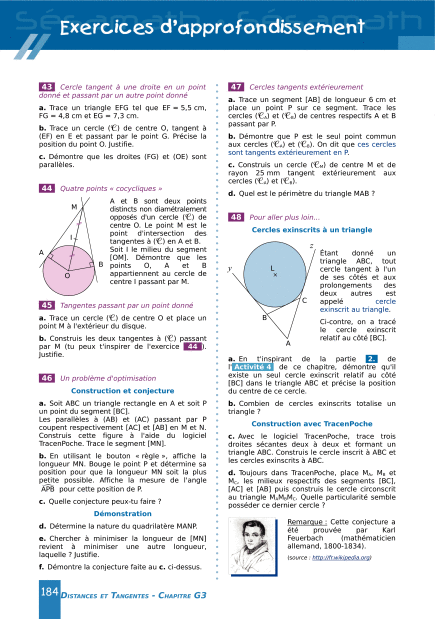 Exercices d'approfondissement
43 Cercle tangent à une droite en un point
donné et passant par un autre point donné
a. Trace un triangle EFG tel que EF = 5,5 cm,
FG = 4,8 cm et EG = 7,3 cm.
b. Trace un cercle (C) de centre O, tangent à
(EF) en E et passant par le point G. Précise la
position du point O. Justifie.
c. Démontre que les droites (FG) et (OE) sont
parallèles.
44 Quatre points « cocycliques »
M
I
A
B
O
A et B sont deux points
distincts non diamétralement
opposés d'un cercle (C) de
centre O. Le point M est le
point d'intersection des
tangentes à (C) en A et B.
Soit I le milieu du segment
[OM]. Démontre que les
points O, A et B
appartiennent au cercle de
centre I passant par M.
45 Tangentes passant par un point donné
a. Trace un cercle (C) de centre O et place un
point M à l'extérieur du disque.
b. Construis les deux tangentes à (C) passant
par M (tu peux t'inspirer de l'exercice 44 ).
Justifie.
46 Un problème d'optimisation
Construction et conjecture
a. Soit ABC un triangle rectangle en A et soit P
un point du segment [BC].
Les parallèles à (AB) et (AC) passant par P
coupent respectivement [AC] et [AB] en M et N.
Construis cette figure à l'aide du logiciel
TracenPoche. Trace le segment [MN].
b. En utilisant le bouton « règle », affiche la
longueur MN. Bouge le point P et détermine sa
position pour que la longueur MN soit la plus
petite possible. Affiche la mesure de l'angle
APB pour cette position de P.
c. Quelle conjecture peux-tu faire ?
Démonstration
d. Détermine la nature du quadrilatère MANP.
e. Chercher à minimiser la longueur de [MN]
revient à minimiser une autre longueur,
laquelle ? Justifie.
f. Démontre la conjecture faite au c. ci-dessus.
47 Cercles tangents extérieurement
a. Trace un segment [AB] de longueur 6 cm et
place un point P sur ce segment. Trace les
cercles (CA) et (CB) de centres respectifs A et B
passant par P.
b. Démontre que P est le seul point commun
aux cercles (CA) et (CB). On dit que ces cercles
sont tangents extérieurement en P.
c. Construis un cercle (CM) de centre M et de
rayon 25 mm tangent extérieurement aux
cercles (CA) et (CB).
d. Quel est le périmètre du triangle MAB ?
48 Pour aller plus loin...
Cercles exinscrits à un triangle
z
y
L
C
B
A
Étant donné un
triangle ABC, tout
cercle tangent à l'un
de ses côtés et aux
prolongements des
deux autres est
appelé cercle
exinscrit au triangle.
Ci-contre, on a tracé
le cercle exinscrit
relatif au côté [BC].
a. En t'inspirant de la partie 2. de
l'Activité 4 de ce chapitre, démontre qu'il
existe un seul cercle exinscrit relatif au côté
[BC] dans le triangle ABC et précise la position
du centre de ce cercle.
b. Combien de cercles exinscrits totalise un
triangle ?
Construction avec TracenPoche
c. Avec le logiciel TracenPoche, trace trois
droites sécantes deux à deux et formant un
triangle ABC. Construis le cercle inscrit à ABC et
les cercles exinscrits à ABC.
d. Toujours dans TracenPoche, place MA, MB et
MC, les milieux respectifs des segments [BC],
[AC] et [AB] puis construis le cercle circonscrit
au triangle MAMBMC. Quelle particularité semble
posséder ce dernier cercle ?
Remarque : Cette conjecture a
été prouvée par Karl
Feuerbach (mathématicien
allemand, 1800-1834).
(source : http://fr.wikipedia.org)
184 Distances et Tangentes - Chapitre G3